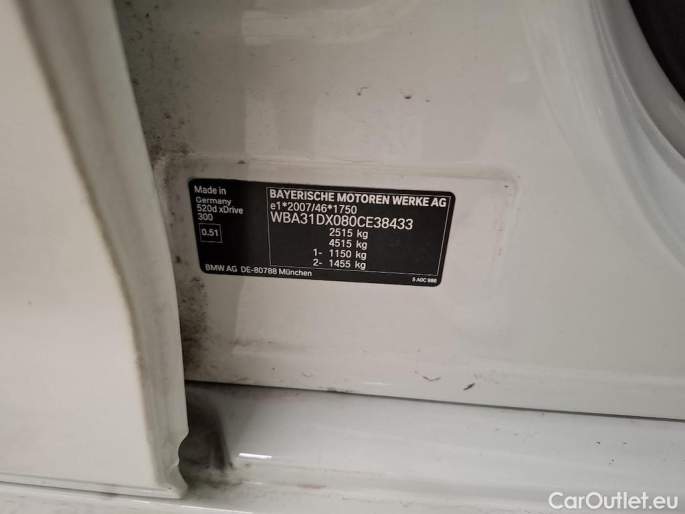 Made in
Germany
520d xDrive
300
0.51
BMW AG DE-80788 München
BAYERISCHE MOTOREN WERKE AG
e1*2007/46*1750
WBA31DX080CE38433
2515 kg
4515 kg
1- 1150 kg
2- 1455 kg
CarOutlet.eu